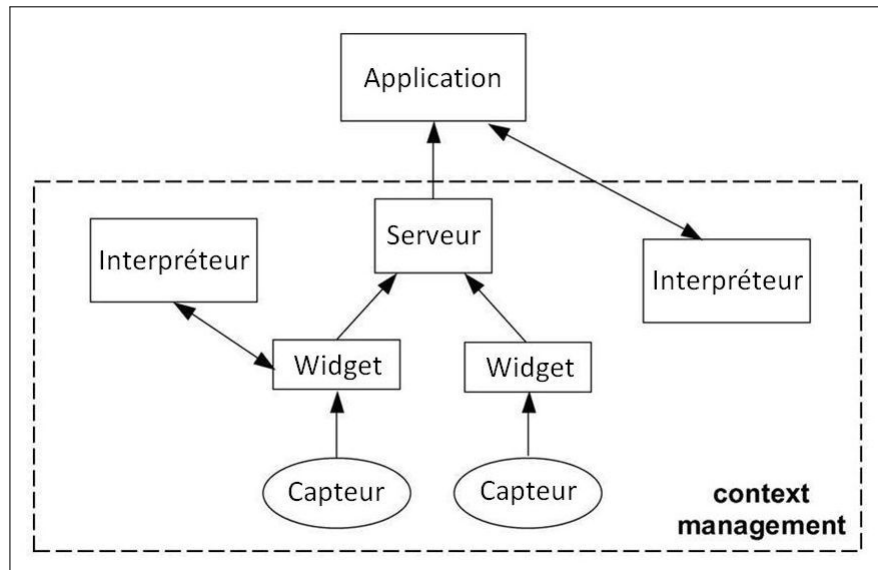 Application
Serveur
Interpréteur
Interpréteur
Widget
Widget
Capteur
Capteur
context
management